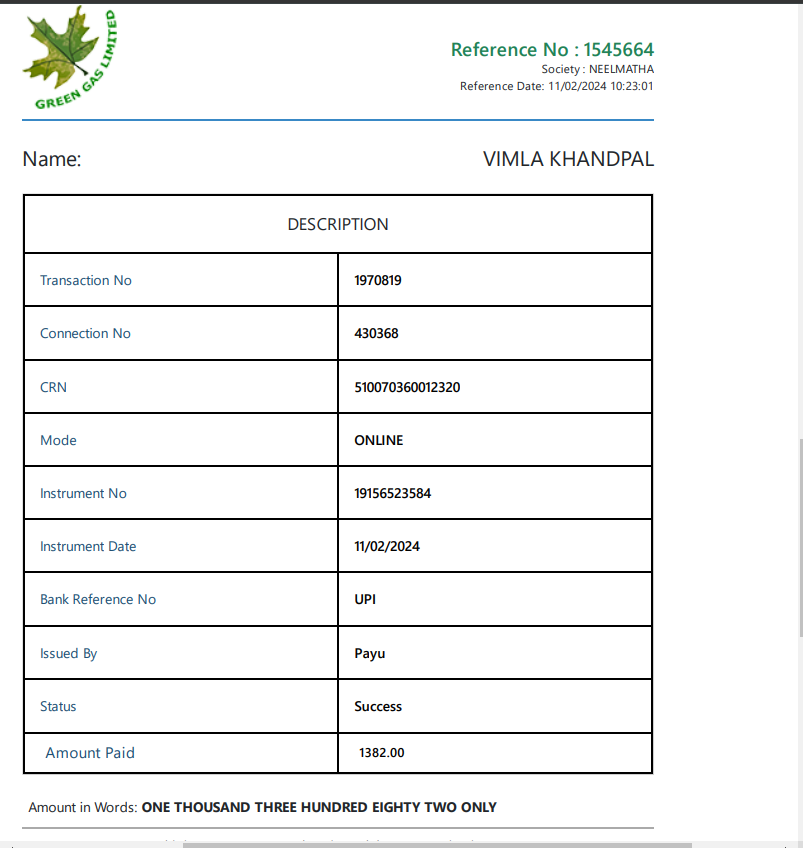 GREEN GAS LIMITED
Reference No : 1545664
Society : NEELMATHA
Reference Date: 11/02/2024 10:23:01
Name: VIMLA KHANDPAL
DESCRIPTION
Transaction No 1970819
Connection No 430368
CRN 510070360012320
Mode ONLINE
Instrument No 19156523584
Instrument Date 11/02/2024
Bank Reference No UPI
Issued By Payu
Status Success
Amount Paid 1382.00
Amount in Words: ONE THOUSAND THREE HUNDRED EIGHTY TWO ONLY